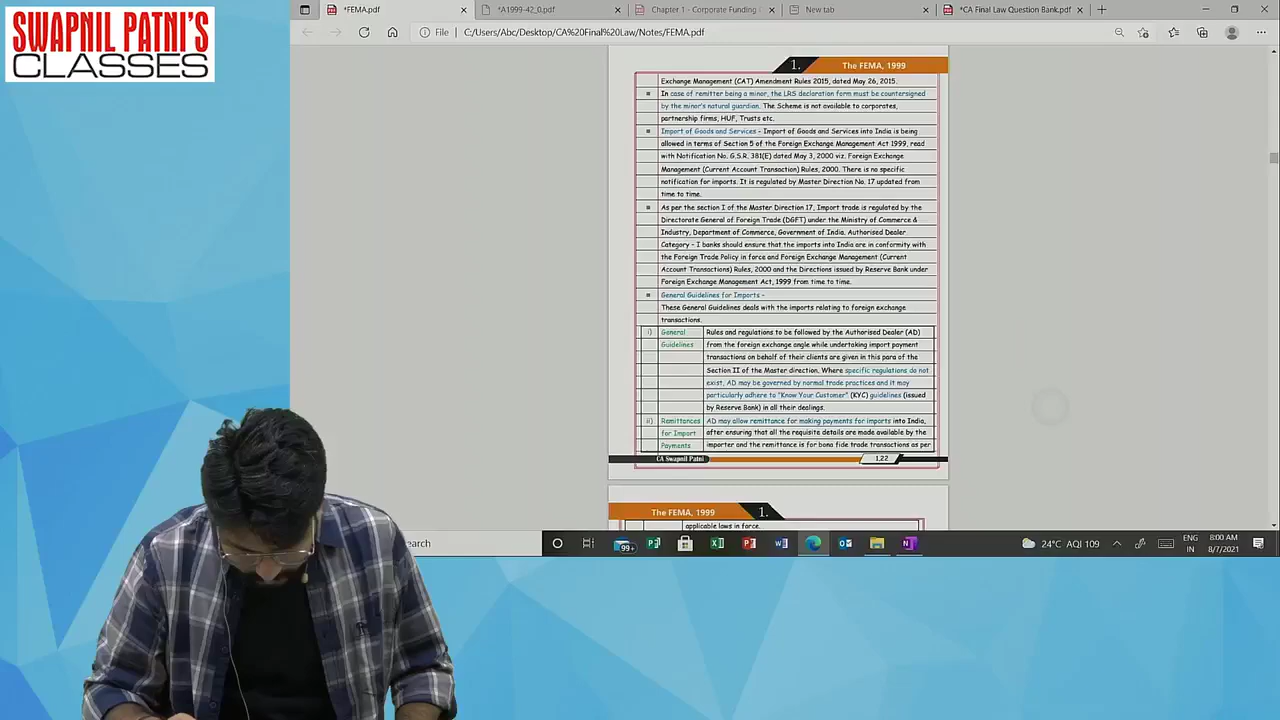 SWAPNIL PATNI'S
CLASSES
*FEMA.pdf
*A1999-42_0.pdf
Chapter 1 - Corporate Funding
New tab
*CA Final Law Question Bank.pdf
File
C:/Users/Abc/Desktop/CA%20Final%20Law/Notes/FEMA.pdf
1. The FEMA, 1999
Exchange Management (CAT) Amendment Rules 2015, dated May 26, 2015.
In case of remitter being a minor, the LRS declaration form must be countersigned
by the minor's natural guardian. The Scheme is not available to corporates,
partnership firms, HUF, Trusts etc.
Import of Goods and Services – Import of Goods and Services into India is being
allowed in terms of Section 5 of the Foreign Exchange Management Act 1999, read
with Notification No. G.S.R. 381(E) dated May 3, 2000 viz. Foreign Exchange
Management (Current Account Transaction) Rules, 2000. There is no specific
notification for imports. It is regulated by Master Direction No. 17 updated from
time to time.
As per the section I of the Master Direction 17, Import trade is regulated by the
Directorate General of Foreign Trade (DGFT) under the Ministry of Commerce &
Industry, Department of Commerce, Government of India. Authorised Dealer
Category – I banks should ensure that the imports into India are in conformity with
the Foreign Trade Policy in force and Foreign Exchange Management (Current
Account Transactions) Rules, 2000 and the Directions issued by Reserve Bank under
Foreign Exchange Management Act, 1999 from time to time.
General Guidelines for Imports –
These General Guidelines deals with the imports relating to foreign exchange
transactions.
i) General Rules and regulations to be followed by the Authorised Dealer (AD)
Guidelines from the foreign exchange angle while undertaking import payment
transactions on behalf of their clients are given in this para of the
Section II of the Master direction. Where specific regulations do not
exist, AD may be governed by normal trade practices and it may
particularly adhere to "Know Your Customer" (KYC) guidelines (issued
by Reserve Bank) in all their dealings.
ii) Remittances AD may allow remittance for making payments for imports into India,
for Import after ensuring that all the requisite details are made available by the
Payments importer and the remittance is for bona fide trade transactions as per
CA Swapnil Patni 1.22
The FEMA, 1999 1.
applicable laws in force.
earch
99+
24°C AQI 109
ENG
IN
8:00 AM
8/7/2021